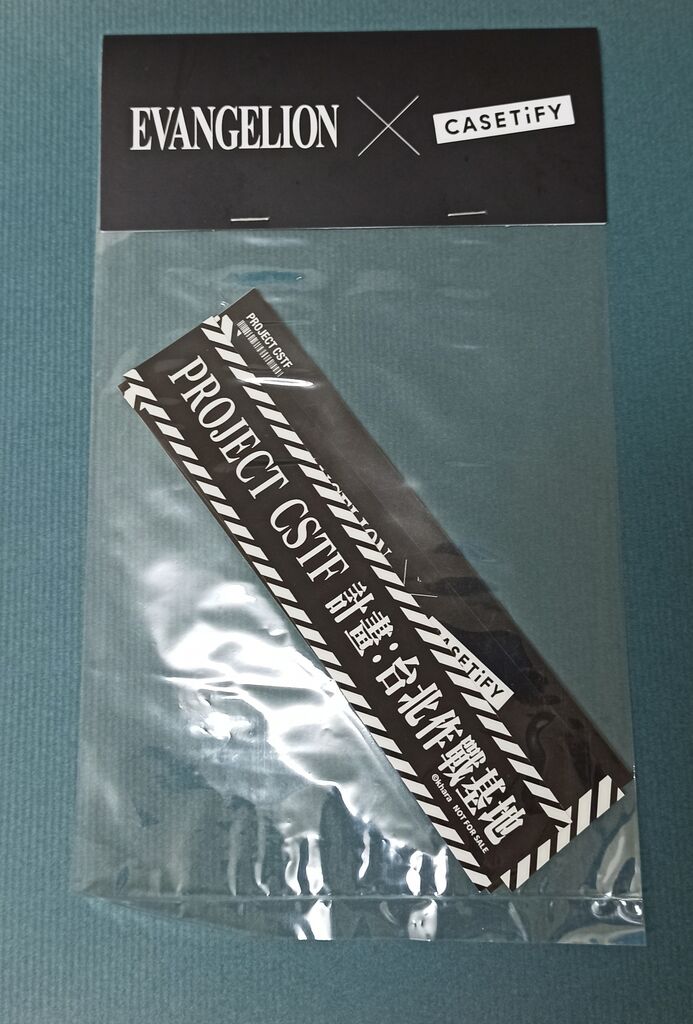 EVANGELION
CASETiFY
PROJECT CSTF
PROJECT CSTF 計畫:台北作戰基地
©khara NOT FOR SALE
CASETiFY